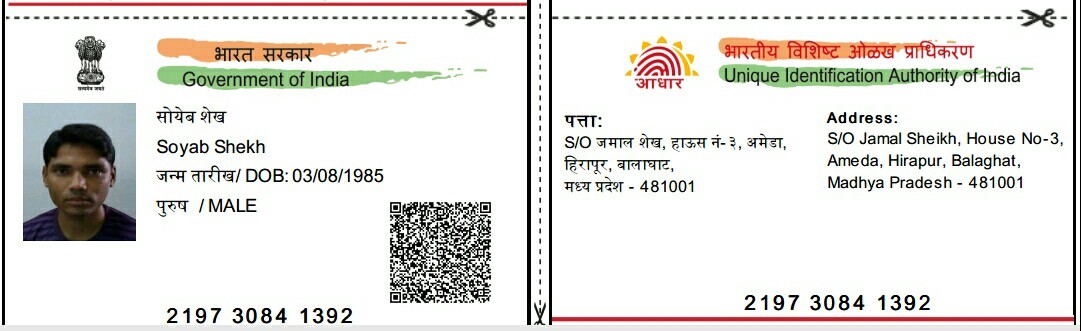 भारत सरकार
Government of India
सत्यमेव जयते
सोयेब शेख
Soyab Shekh
जन्म तारीख/ DOB: 03/08/1985
पुरुष / MALE
2197 3084 1392
भारतीय विशिष्ट ओळख प्राधिकरण
Unique Identification Authority of India
आधार
पत्ता:
S/O जमाल शेख, हाऊस नं-३, अमेडा,
हिरापूर, बालाघाट,
मध्य प्रदेश - 481001
Address:
S/O Jamal Sheikh, House No-3,
Ameda, Hirapur, Balaghat,
Madhya Pradesh - 481001
2197 3084 1392